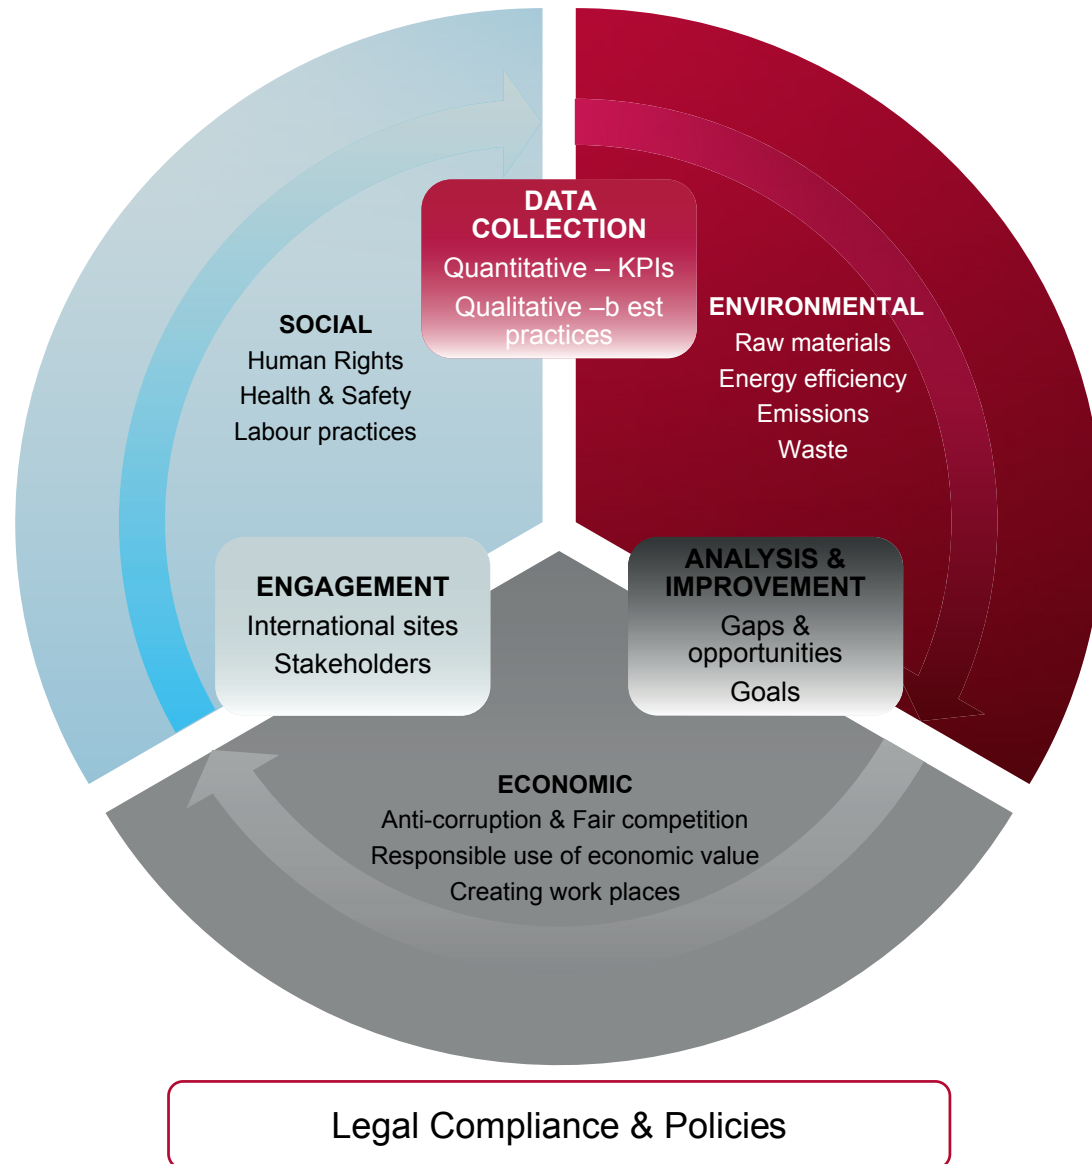 DATA
COLLECTION
Quantitative – KPIs
Qualitative –b est
practices
SOCIAL
Human Rights
Health & Safety
Labour practices
ENVIRONMENTAL
Raw materials
Energy efficiency
Emissions
Waste
ENGAGEMENT
International sites
Stakeholders
ANALYSIS &
IMPROVEMENT
Gaps &
opportunities
Goals
ECONOMIC
Anti-corruption & Fair competition
Responsible use of economic value
Creating work places
Legal Compliance & Policies